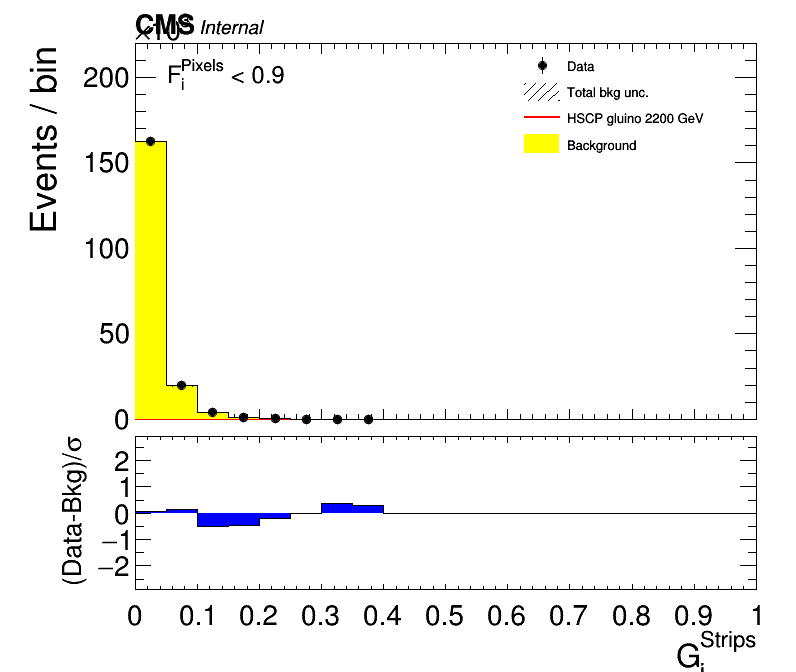 CMS Internal
F_i^Pixels < 0.9
Data
Total bkg unc.
HSCP gluino 2200 GeV
Background
Events / bin
200
150
100
50
0
(Data-Bkg)/σ
2
1
0
−1
−2
0 0.1 0.2 0.3 0.4 0.5 0.6 0.7 0.8 0.9 1
G_i^Strips